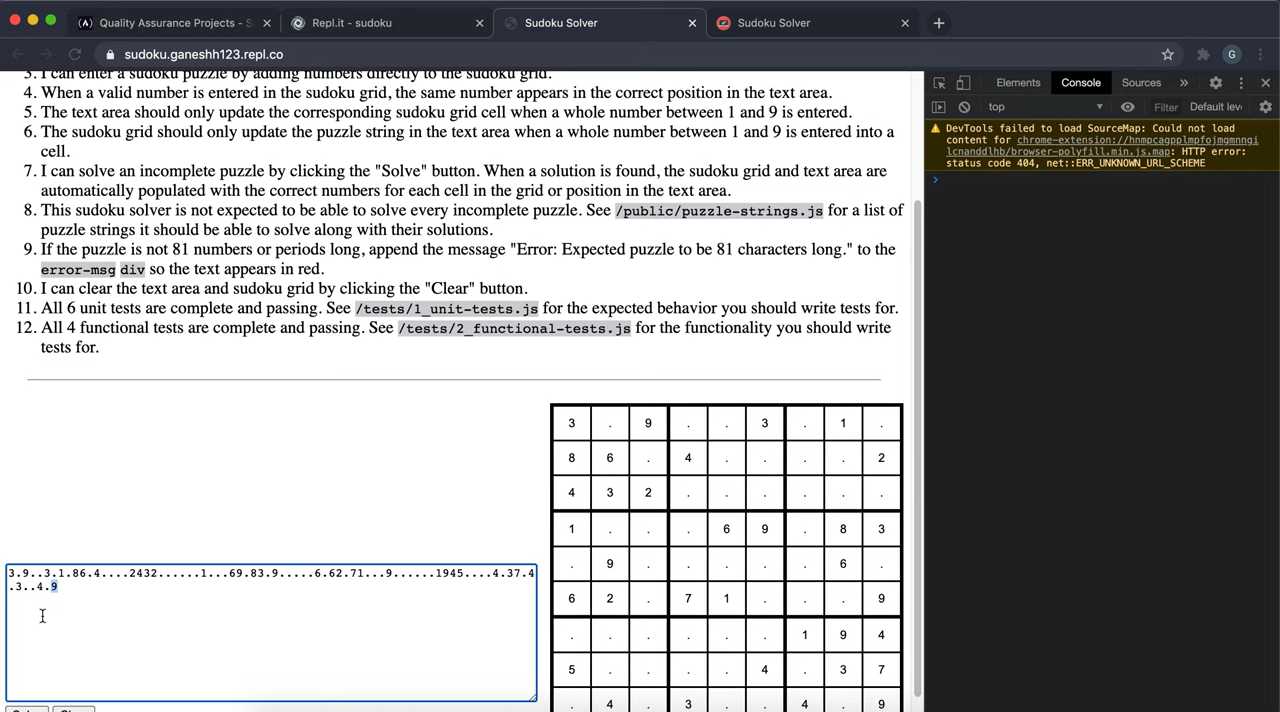 Quality Assurance Projects - S
Repl.it - sudoku
Sudoku Solver
Sudoku Solver
sudoku.ganeshh123.repl.co
G
3. I can enter a sudoku puzzle by adding numbers directly to the sudoku grid.
4. When a valid number is entered in the sudoku grid, the same number appears in the correct position in the text area.
5. The text area should only update the corresponding sudoku grid cell when a whole number between 1 and 9 is entered.
6. The sudoku grid should only update the puzzle string in the text area when a whole number between 1 and 9 is entered into a
cell.
7. I can solve an incomplete puzzle by clicking the "Solve" button. When a solution is found, the sudoku grid and text area are
automatically populated with the correct numbers for each cell in the grid or position in the text area.
8. This sudoku solver is not expected to be able to solve every incomplete puzzle. See /public/puzzle-strings.js for a list of
puzzle strings it should be able to solve along with their solutions.
9. If the puzzle is not 81 numbers or periods long, append the message "Error: Expected puzzle to be 81 characters long." to the
error-msg div so the text appears in red.
10. I can clear the text area and sudoku grid by clicking the "Clear" button.
11. All 6 unit tests are complete and passing. See /tests/1_unit-tests.js for the expected behavior you should write tests for.
12. All 4 functional tests are complete and passing. See /tests/2_functional-tests.js for the functionality you should write
tests for.
3.9..3.1.86.4....2432......1...69.83.9.....6.62.71...9......1945....4.37.4
.3..4.9
3 . 9 . . 3 . 1 .
8 6 . 4 . . . . 2
4 3 2 . . . . . .
1 . . . 6 9 . 8 3
. 9 . . . . . 6 .
6 2 . 7 1 . . . 9
. . . . . . 1 9 4
5 . . . . 4 . 3 7
. 4 . 3 . . 4 . 9
Elements Console Sources »
top Filter Default leve
DevTools failed to load SourceMap: Could not load
content for chrome-extension://hnmpcagpplmpfojmgmnngi
lcnanddlhb/browser-polyfill.min.js.map: HTTP error:
status code 404, net::ERR_UNKNOWN_URL_SCHEME